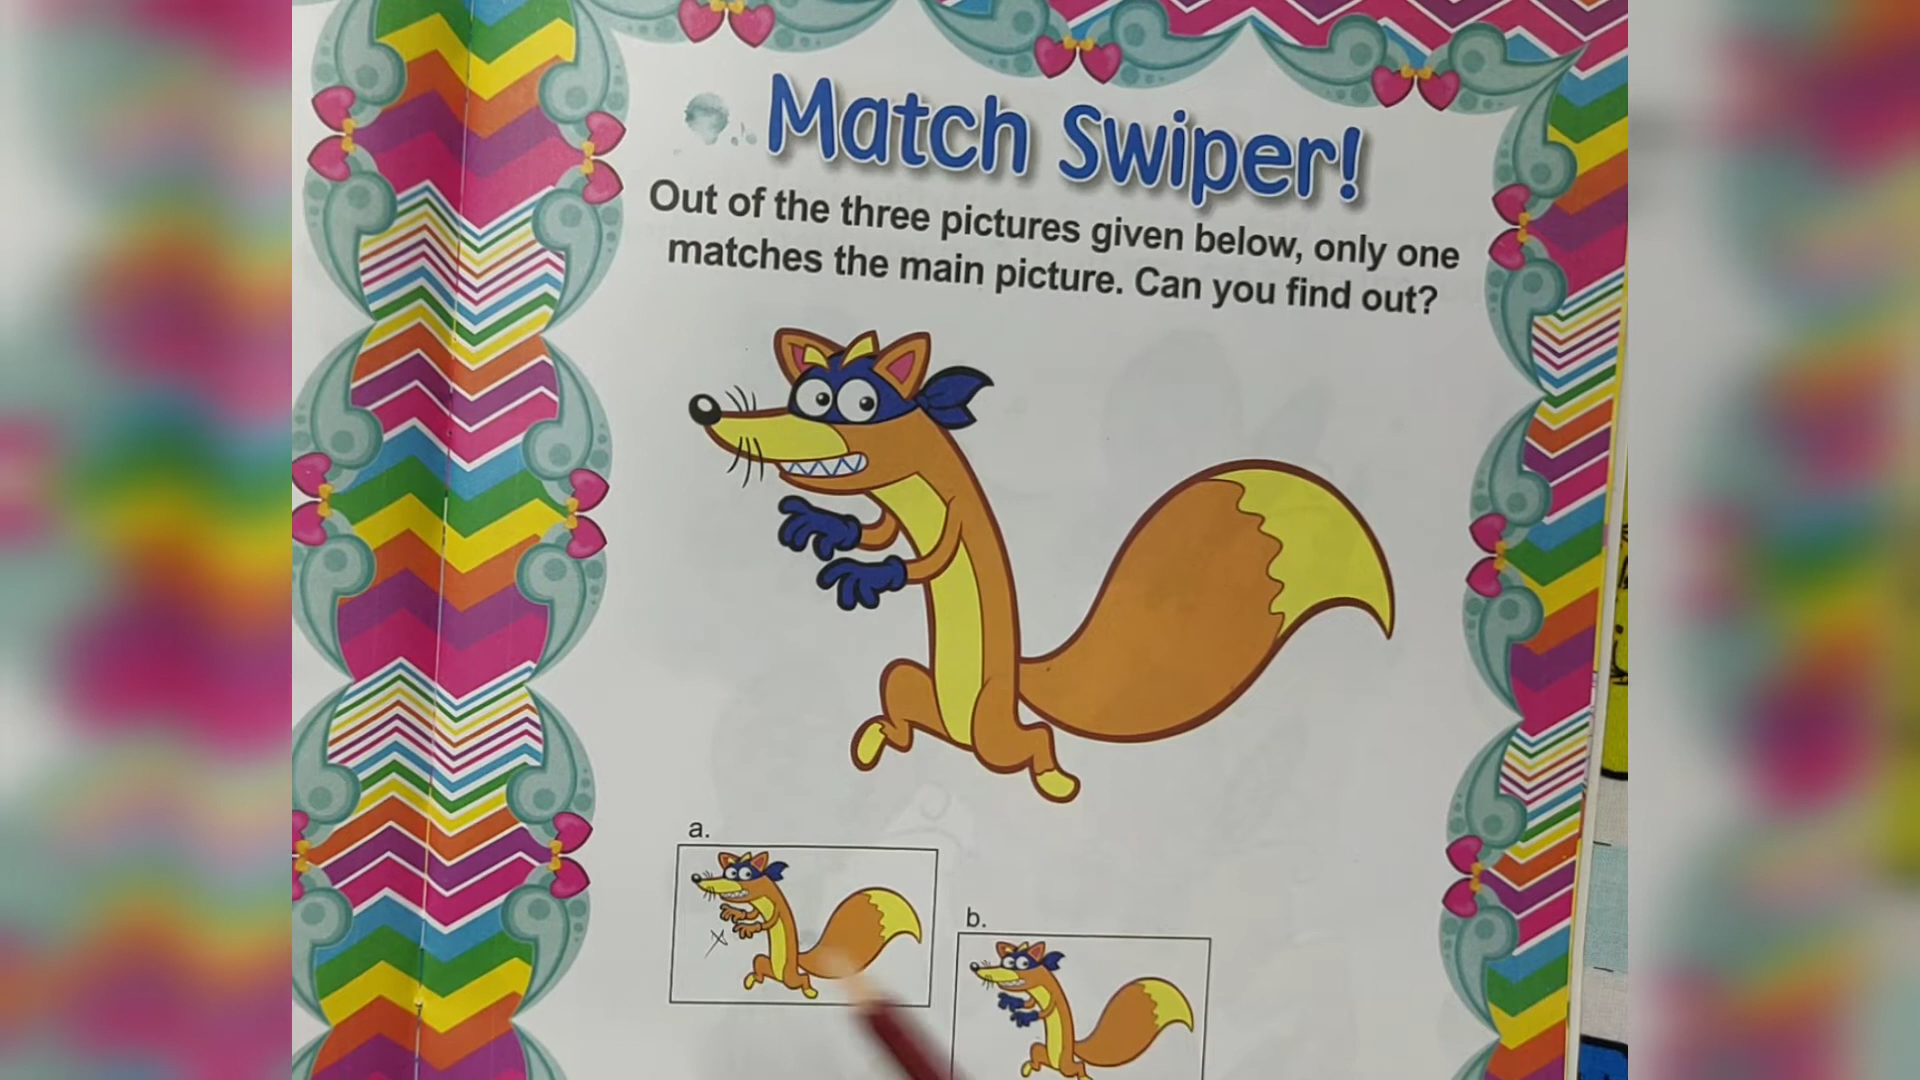 Match Swiper!
Out of the three pictures given below, only one
matches the main picture. Can you find out?
a.
b.